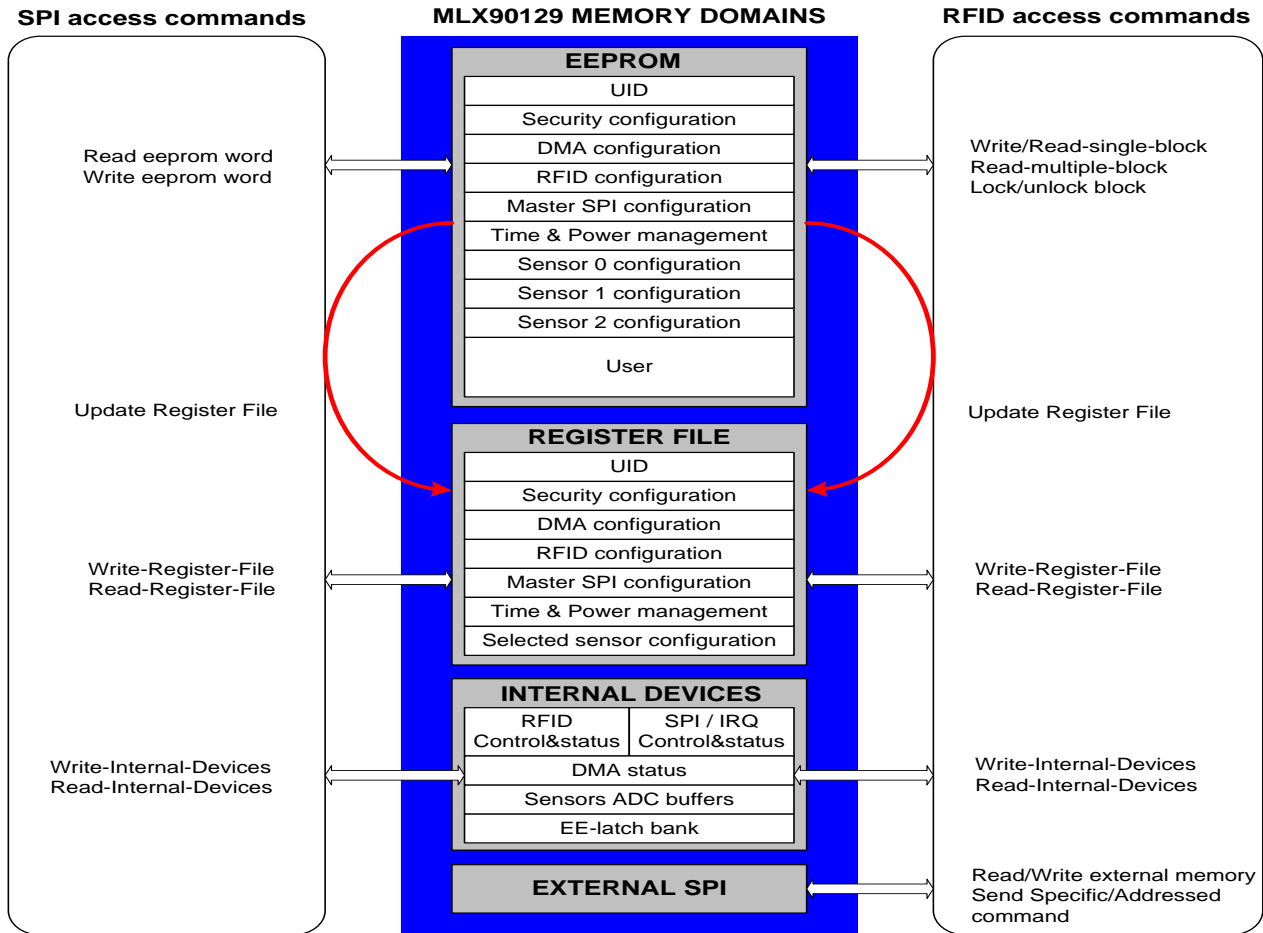 SPI access commands
MLX90129 MEMORY DOMAINS
RFID access commands
Read eeprom word
Write eeprom word
Update Register File
Write-Register-File
Read-Register-File
Write-Internal-Devices
Read-Internal-Devices
EEPROM
UID
Security configuration
DMA configuration
RFID configuration
Master SPI configuration
Time & Power management
Sensor 0 configuration
Sensor 1 configuration
Sensor 2 configuration
User
REGISTER FILE
UID
Security configuration
DMA configuration
RFID configuration
Master SPI configuration
Time & Power management
Selected sensor configuration
INTERNAL DEVICES
RFID
Control&status
SPI / IRQ
Control&status
DMA status
Sensors ADC buffers
EE-latch bank
EXTERNAL SPI
Write/Read-single-block
Read-multiple-block
Lock/unlock block
Update Register File
Write-Register-File
Read-Register-File
Write-Internal-Devices
Read-Internal-Devices
Read/Write external memory
Send Specific/Addressed
command